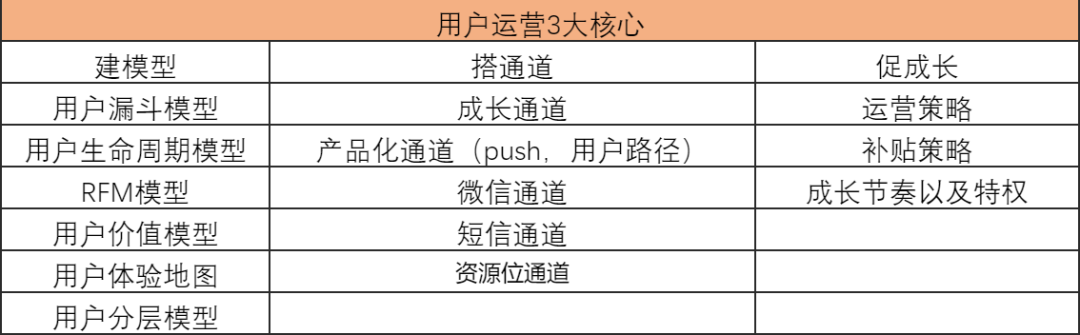 用户运营3大核心
建模型 搭通道 促成长
用户漏斗模型 成长通道 运营策略
用户生命周期模型 产品化通道（push，用户路径） 补贴策略
RFM模型 微信通道 成长节奏以及特权
用户价值模型 短信通道
用户体验地图 资源位通道
用户分层模型